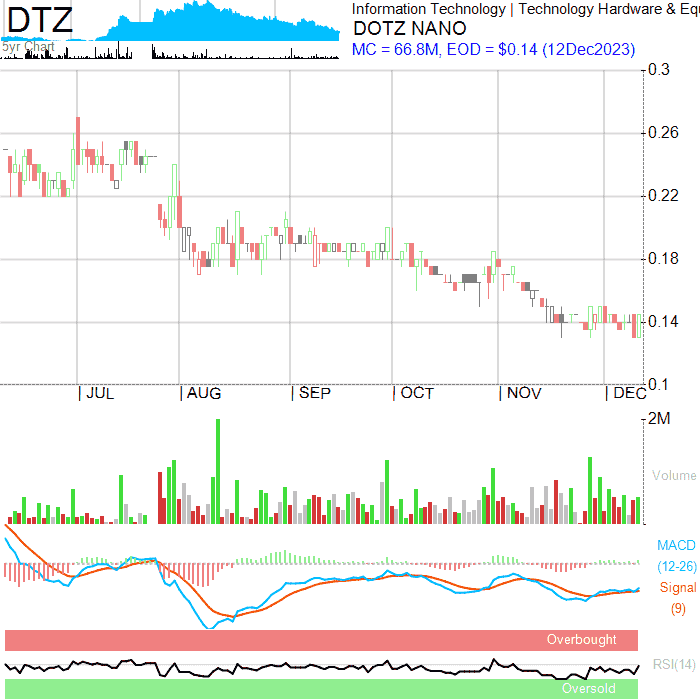 DTZ
5yr Chart
Information Technology | Technology Hardware & Equ
DOTZ NANO
MC = 66.8M, EOD = $0.14 (12Dec2023)
0.3
0.26
0.22
0.18
0.14
0.1
| JUL | AUG | SEP | OCT | NOV | DEC
2M
Volume
MACD
(12-26)
Signal
(9)
Overbought
RSI(14)
Oversold